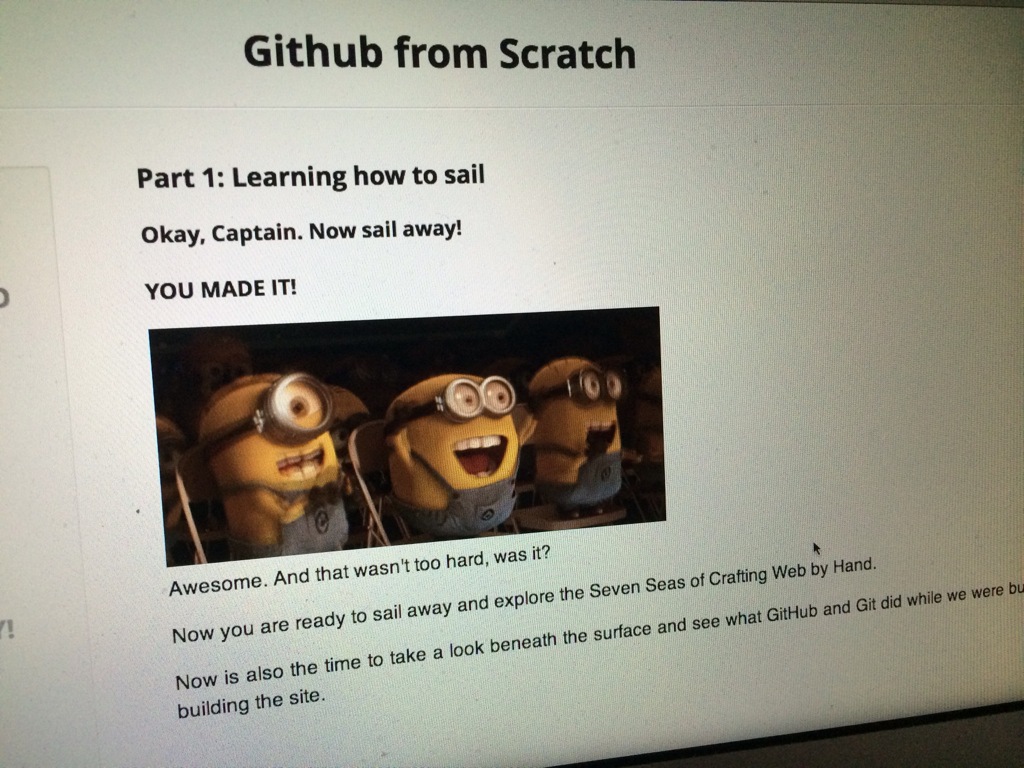 Github from Scratch
Part 1: Learning how to sail
Okay, Captain. Now sail away!
YOU MADE IT!
Awesome. And that wasn't too hard, was it?
Now you are ready to sail away and explore the Seven Seas of Crafting Web by Hand.
Now is also the time to take a look beneath the surface and see what GitHub and Git did while we were bu
building the site.